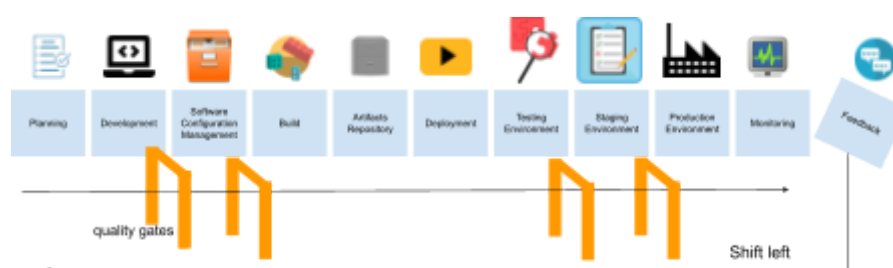 Planning
Development
Software
Configuration
Management
Build
Artifacts
Repository
Deployment
Testing
Environment
Staging
Environment
Production
Environment
Monitoring
Feedback
quality gates
Shift left